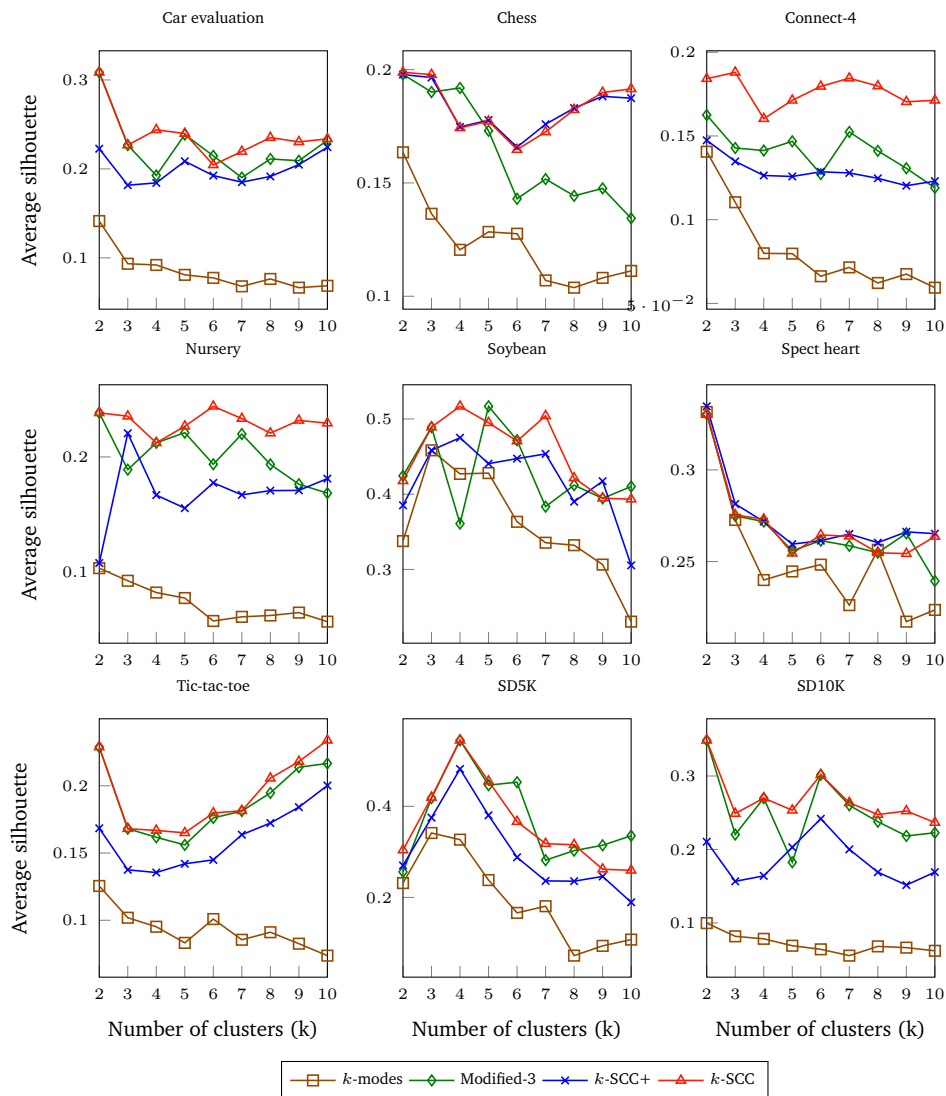 Car evaluation Chess Connect-4
Average silhouette
0.3
0.2
0.1
2 3 4 5 6 7 8 9 10
0.2
0.15
0.1
2 3 4 5 6 7 8 9 10
0.2
0.15
0.1
5 · 10−2
2 3 4 5 6 7 8 9 10
Nursery Soybean Spect heart
Average silhouette
0.2
0.1
2 3 4 5 6 7 8 9 10
0.5
0.4
0.3
2 3 4 5 6 7 8 9 10
0.3
0.25
2 3 4 5 6 7 8 9 10
Tic-tac-toe SD5K SD10K
Average silhouette
0.2
0.15
0.1
2 3 4 5 6 7 8 9 10
0.4
0.2
2 3 4 5 6 7 8 9 10
0.3
0.2
0.1
2 3 4 5 6 7 8 9 10
Number of clusters (k) Number of clusters (k) Number of clusters (k)
k-modes Modified-3 k-SCC+ k-SCC